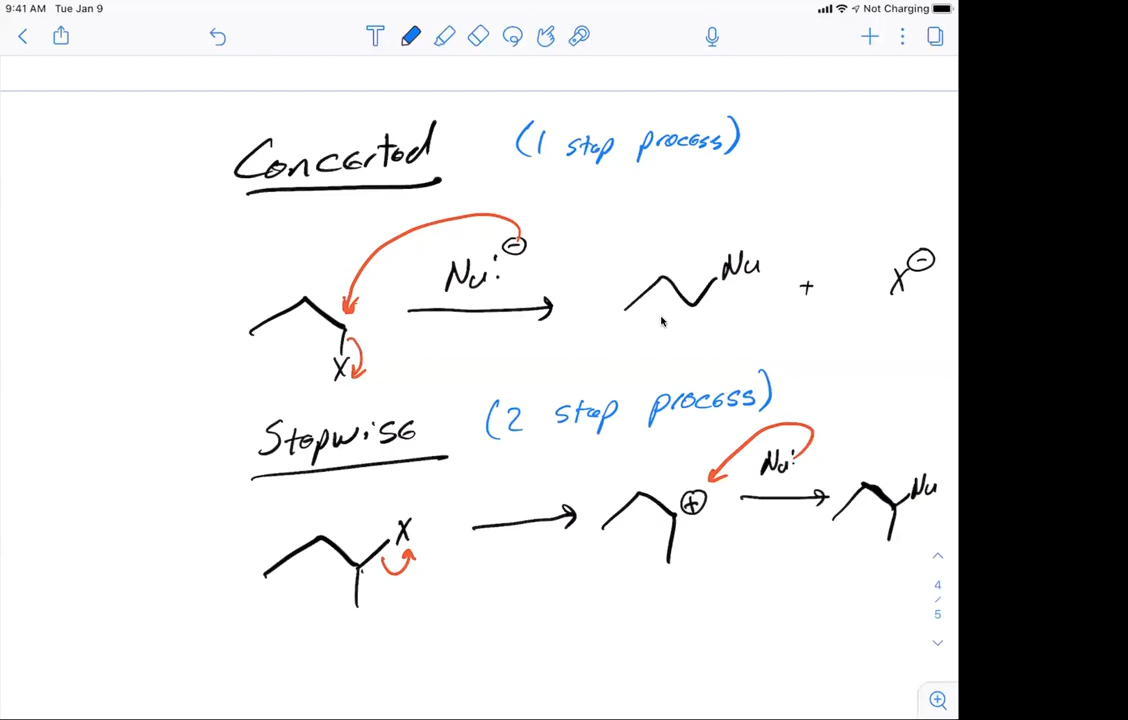 9:41 AM Tue Jan 9
Not Charging
T
Concerted (1 step process)
Nu:⊖
Nu + X⊖
X
Stepwise (2 step process)
X ⊕ Nu: Nu
4
/
5